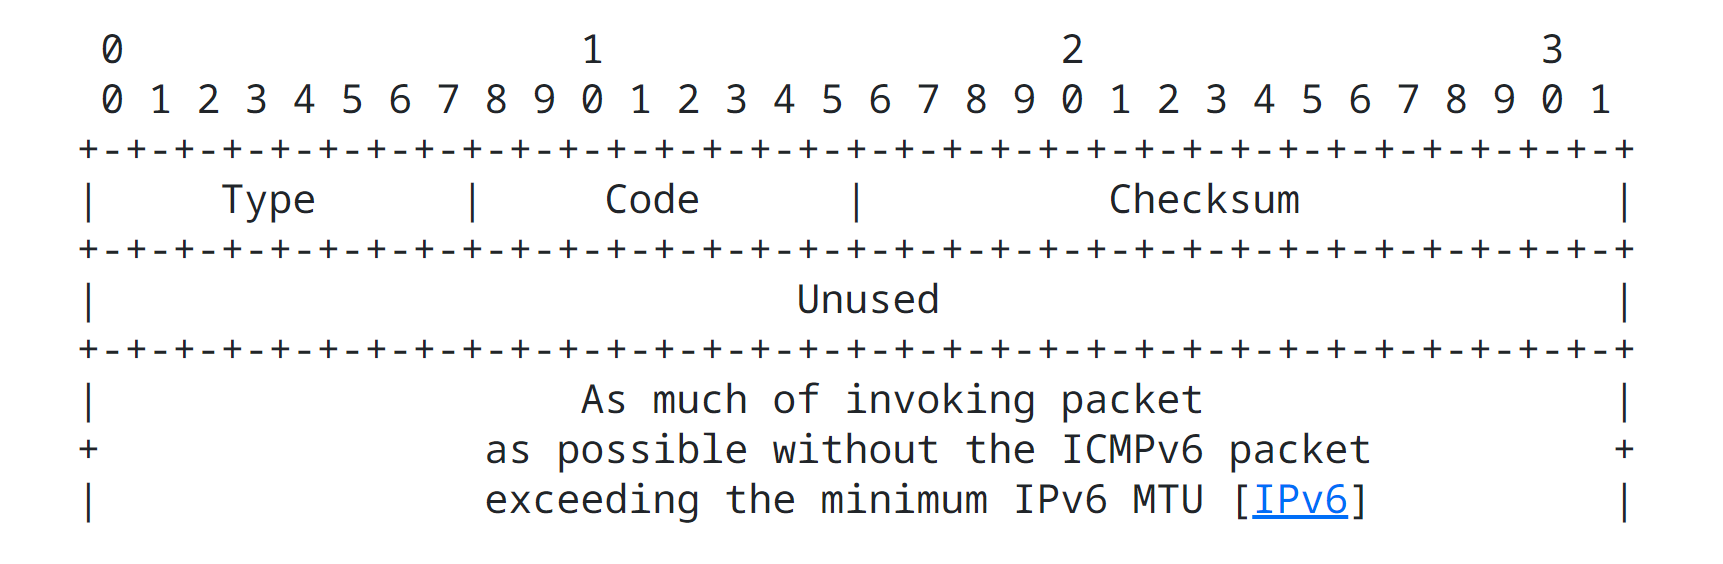 0                   1                   2                   3
0 1 2 3 4 5 6 7 8 9 0 1 2 3 4 5 6 7 8 9 0 1 2 3 4 5 6 7 8 9 0 1
+-+-+-+-+-+-+-+-+-+-+-+-+-+-+-+-+-+-+-+-+-+-+-+-+-+-+-+-+-+-+-+-+
|     Type      |     Code      |          Checksum             |
+-+-+-+-+-+-+-+-+-+-+-+-+-+-+-+-+-+-+-+-+-+-+-+-+-+-+-+-+-+-+-+-+
|                             Unused                            |
+-+-+-+-+-+-+-+-+-+-+-+-+-+-+-+-+-+-+-+-+-+-+-+-+-+-+-+-+-+-+-+-+
|                    As much of invoking packet                 |
+                as possible without the ICMPv6 packet          +
|                exceeding the minimum IPv6 MTU [IPv6]          |